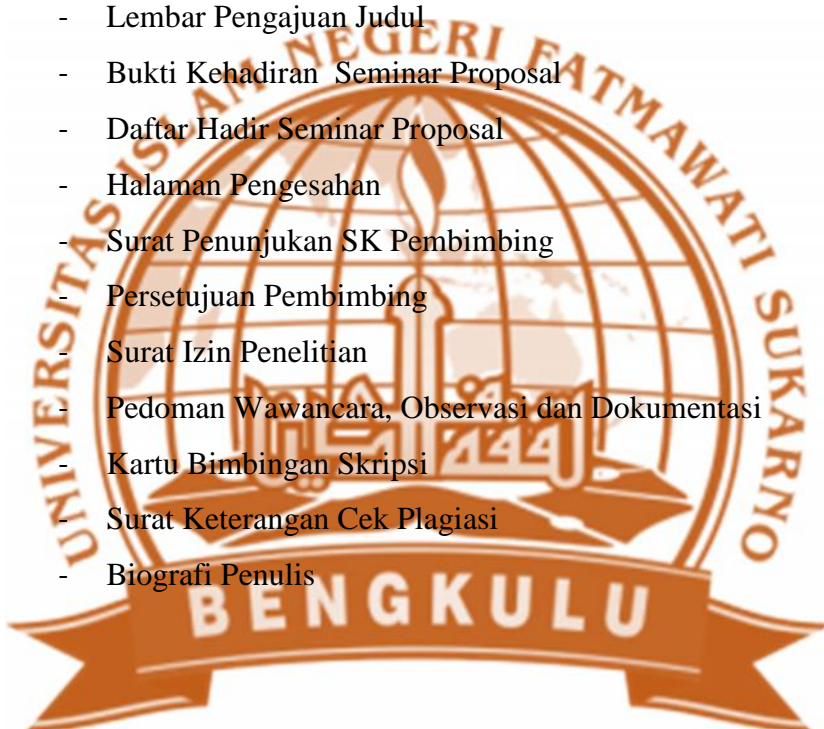 - Lembar Pengajuan Judul
- Bukti Kehadiran  Seminar Proposal
- Daftar Hadir Seminar Proposal
- Halaman Pengesahan
- Surat Penunjukan SK Pembimbing
- Persetujuan Pembimbing
- Surat Izin Penelitian
- Pedoman Wawancara, Observasi dan Dokumentasi
- Kartu Bimbingan Skripsi
- Surat Keterangan Cek Plagiasi
- Biografi Penulis
UNIVERSITAS ISLAM NEGERI FATMAWATI SUKARNO
BENGKULU